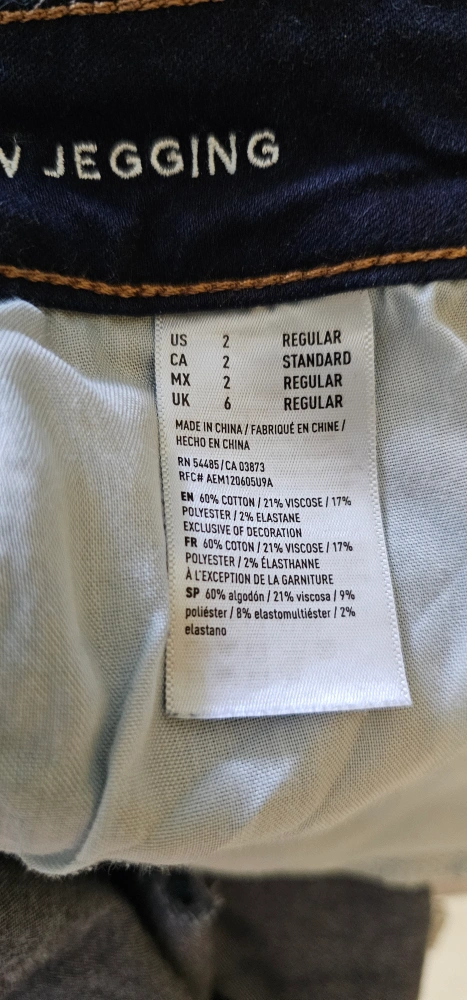 V JEGGING
US 2 REGULAR
CA 2 STANDARD
MX 2 REGULAR
UK 6 REGULAR
MADE IN CHINA / FABRIQUÉ EN CHINE /
HECHO EN CHINA
RN 54485/CA 03873
RFC# AEM120605U9A
EN 60% COTTON / 21% VISCOSE / 17%
POLYESTER / 2% ELASTANE
EXCLUSIVE OF DECORATION
FR 60% COTON / 21% VISCOSE / 17%
POLYESTER / 2% ÉLASTHANNE
À L'EXCEPTION DE LA GARNITURE
SP 60% algodón / 21% viscosa / 9%
poliéster / 8% elastomultiéster / 2%
elastano